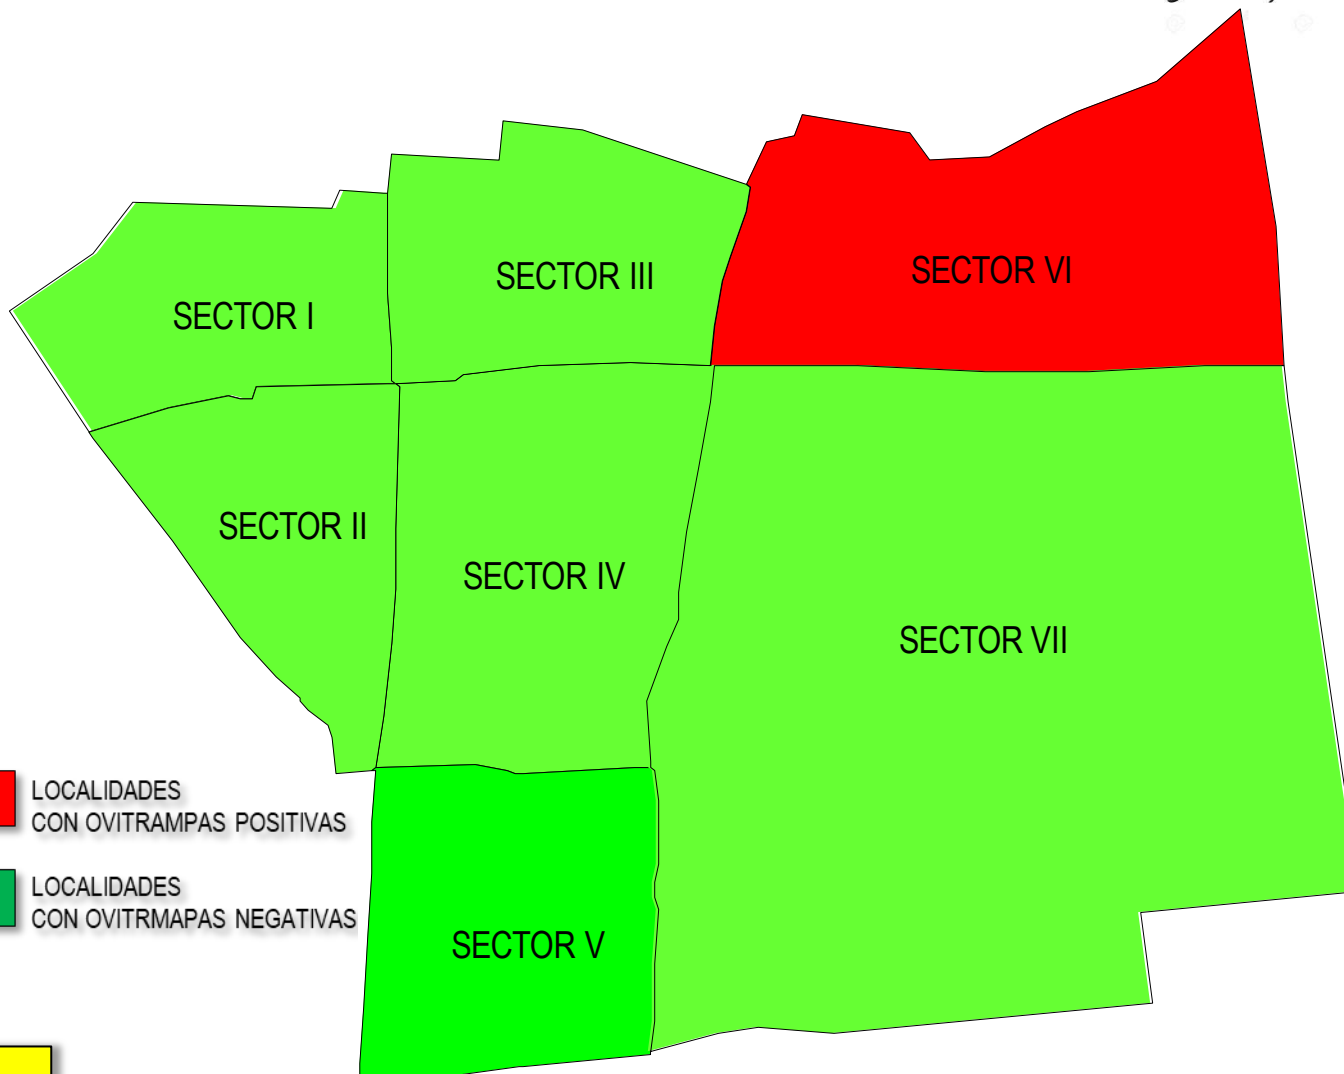 SECTOR VI
SECTOR III
SECTOR I
SECTOR II
SECTOR IV
SECTOR VII
LOCALIDADES
CON OVITRAMPAS POSITIVAS
LOCALIDADES
CON OVITRMAPAS NEGATIVAS
SECTOR V